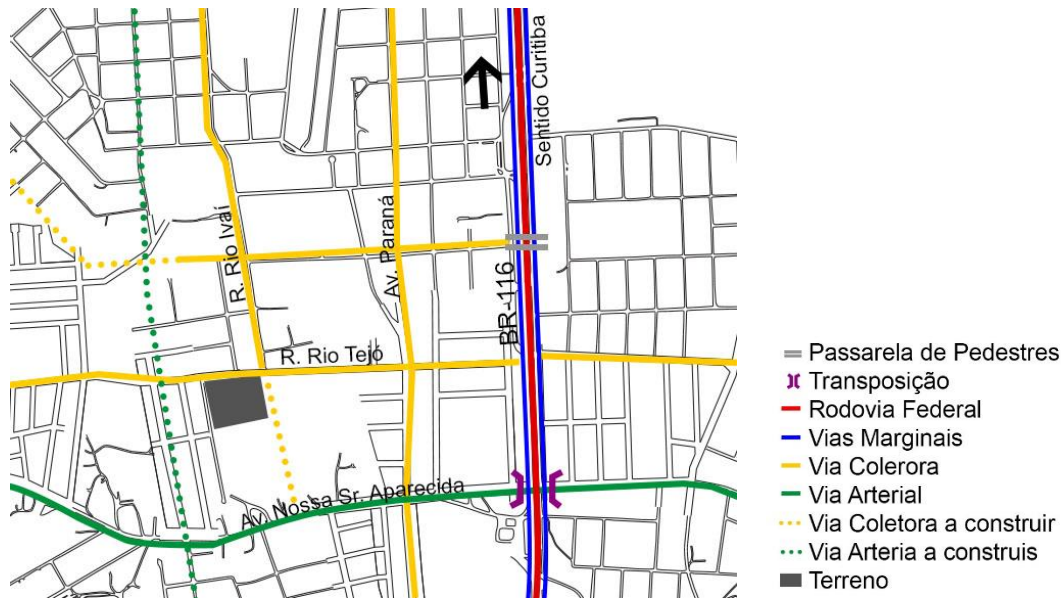 Sentido Curitiba
R. Rio Ivaí
Av. Paraná
BR-116
R. Rio Tejó
Av. Nossa Sr. Aparecida
Passarela de Pedestres
Transposição
Rodovia Federal
Vias Marginais
Via Colerora
Via Arterial
Via Coletora a construir
Via Arteria a construis
Terreno